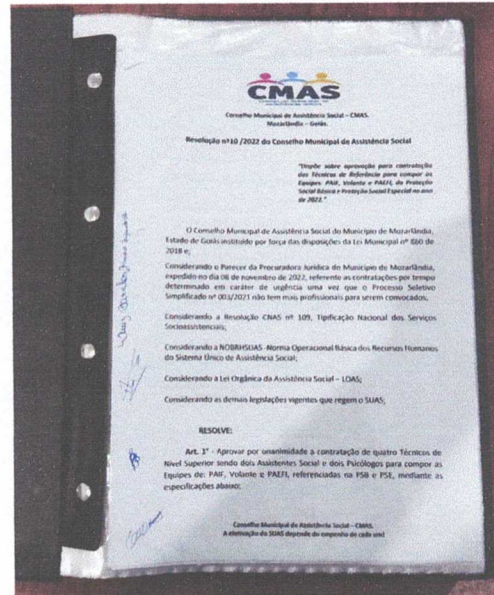 CMAS
Conselho Municipal de Assistência Social – CMAS.
Mozarlândia – Goiás.
Resolução nº10 /2022 do Conselho Municipal de Assistência Social
"Dispõe sobre aprovação para contratação
dos Técnicos de Referência para compor as
Equipes PAIF, Volante e PAEFI, da Proteção
Social Básica e Proteção Social Especial no ano
de 2022."
O Conselho Municipal de Assistência Social do Município de Mozarlândia,
Estado de Goiás instituído por força das disposições da Lei Municipal nº 860 de
2018 e;
Considerando o Parecer da Procuradora Jurídica do Município de Mozarlândia,
expedido no dia 08 de novembro de 2022, referente as contratações por tempo
determinado em caráter de urgência uma vez que o Processo Seletivo
Simplificado nº 003/2021 não tem mais profissionais para serem convocados;
Considerando a Resolução CNAS nº 109, Tipificação Nacional dos Serviços
Socioassistenciais;
Considerando a NOBRHSUAS -Norma Operacional Básica dos Recursos Humanos
do Sistema Único de Assistência Social;
Considerando a Lei Orgânica da Assistência Social – LOAS;
Considerando as demais legislações vigentes que regem o SUAS;
RESOLVE:
Art. 1° - Aprovar por unanimidade a contratação de quatro Técnicos de
Nível Superior sendo dois Assistentes Social e dois Psicólogos para compor as
Equipes de: PAIF, Volante e PAEFI, referenciadas na PSB e PSE, mediante as
especificações abaixo:
Conselho Municipal de Assistência Social – CMAS.
A efetivação do SUAS depende do empenho de cada um!